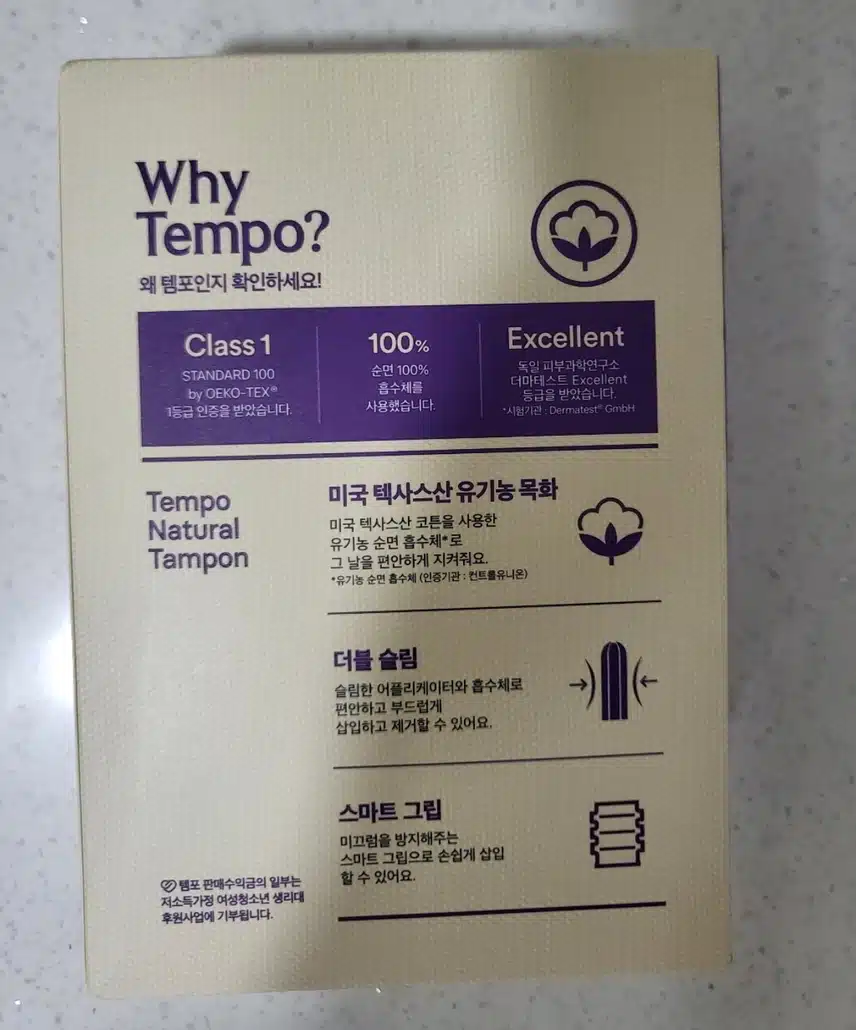 Why
Tempo?
왜 템포인지 확인하세요!
Class 1
STANDARD 100
by OEKO-TEX®
1등급 인증을 받았습니다.
100%
순면 100%
흡수체를
사용했습니다.
Excellent
독일 피부과학연구소
더마테스트 Excellent
등급을 받았습니다.
*시험기관 : Dermatest® GmbH
Tempo
Natural
Tampon
미국 텍사스산 유기농 목화
미국 텍사스산 코튼을 사용한
유기농 순면 흡수체*로
그 날을 편안하게 지켜줘요.
*유기농 순면 흡수체 (인증기관 : 컨트롤유니온)
더블 슬림
슬림한 어플리케이터와 흡수체로
편안하고 부드럽게
삽입하고 제거할 수 있어요.
스마트 그립
미끄럼을 방지해주는
스마트 그립으로 손쉽게 삽입
할 수 있어요.
템포 판매수익금의 일부는
저소득가정 여성청소년 생리대
후원사업에 기부됩니다.